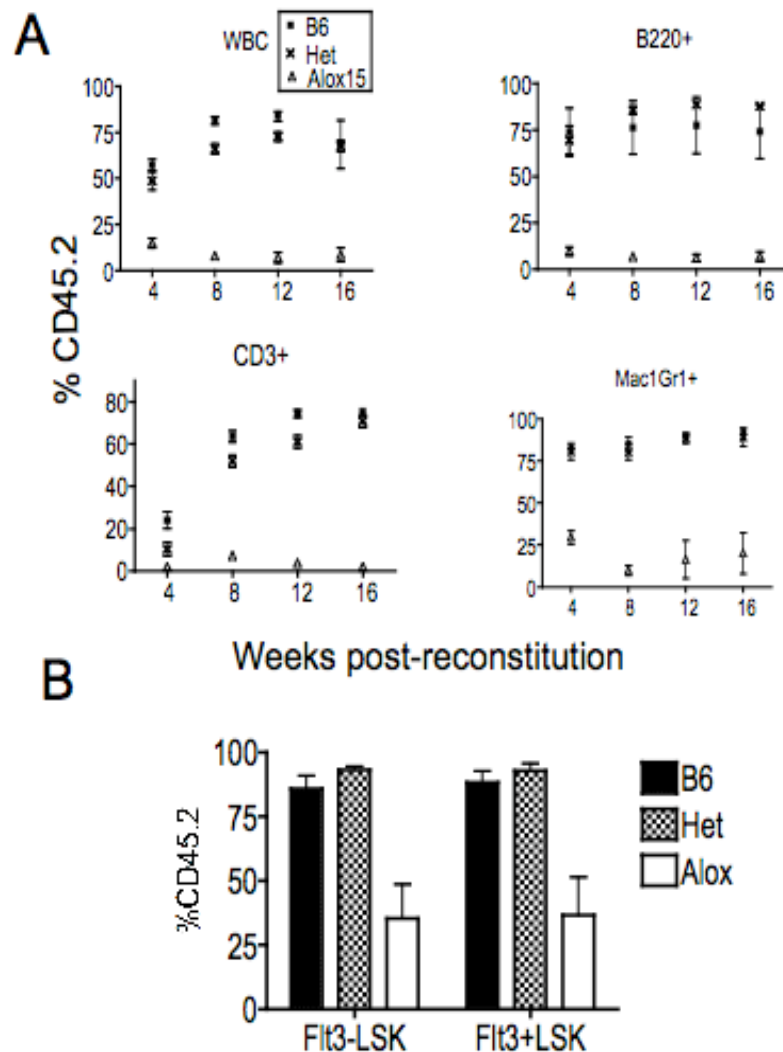 A
WBC
B6
Het
Alox15
100
75
50
25
0
4 8 12 16
B220+
100
75
50
25
0
4 8 12 16
% CD45.2
CD3+
80
60
40
20
0
4 8 12 16
Mac1Gr1+
100
75
50
25
0
4 8 12 16
Weeks post-reconstitution
B
%CD45.2
100
75
50
25
0
Flt3-LSK Flt3+LSK
B6
Het
Alox